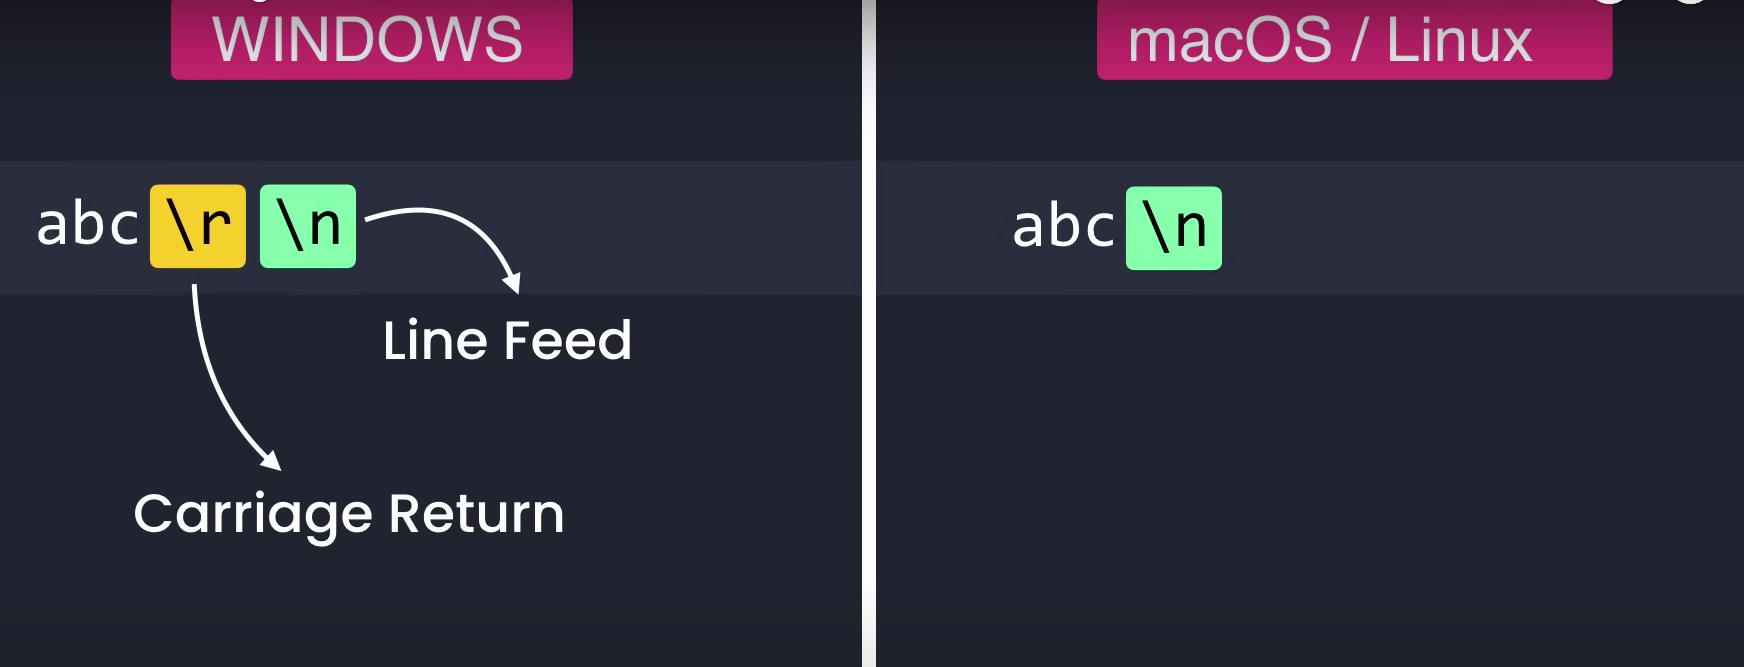 WINDOWS
abc \r \n
Line Feed
Carriage Return
macOS / Linux
abc \n